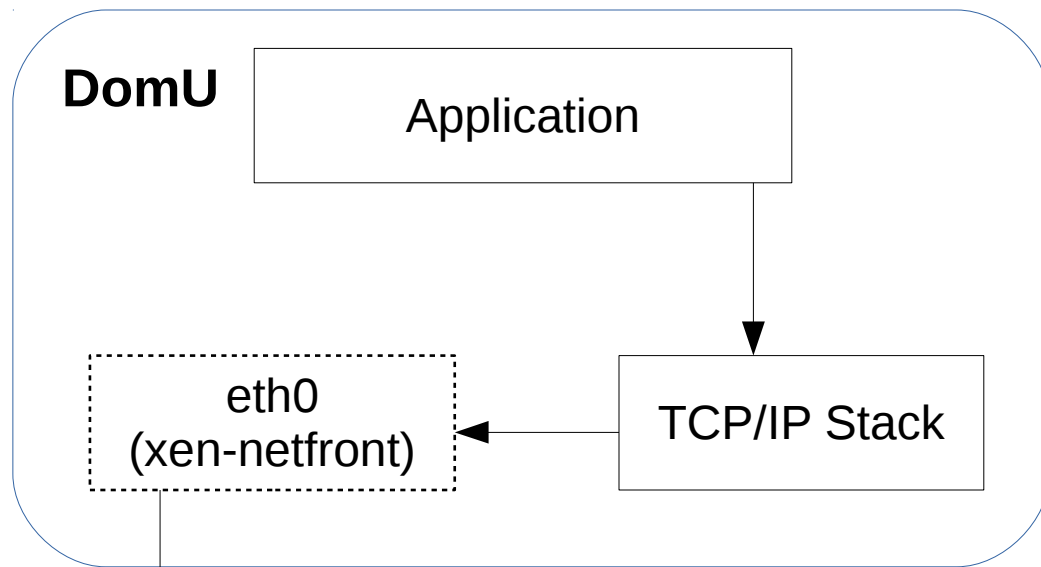 DomU
Application
eth0
(xen-netfront)
TCP/IP Stack